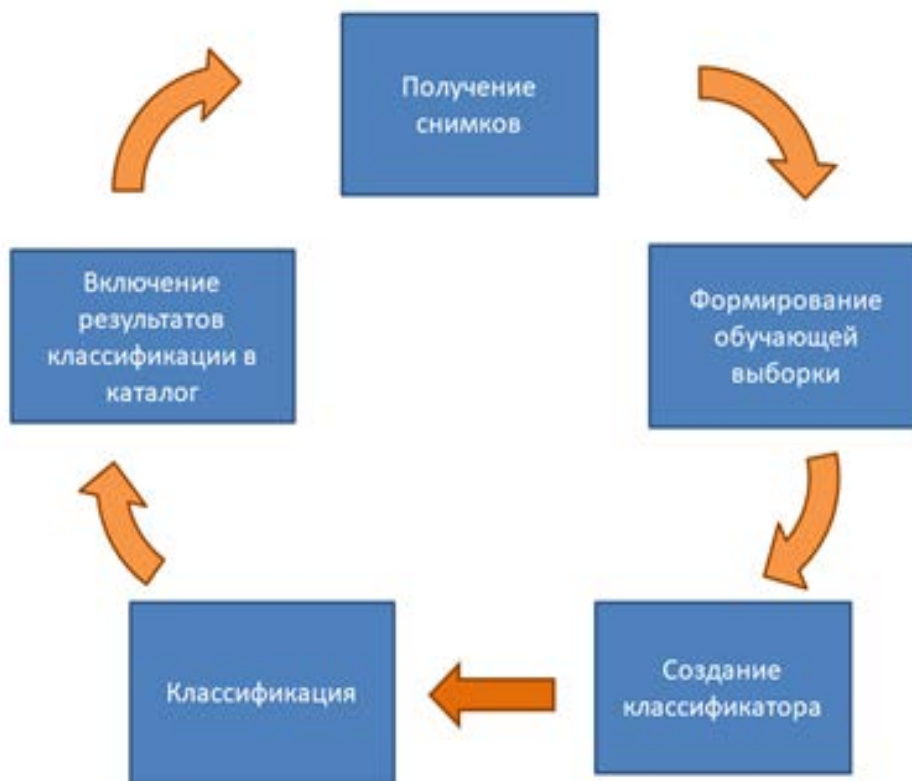 Получение
снимков
Формирование
обучающей
выборки
Создание
классификатора
Классификация
Включение
результатов
классификации в
каталог